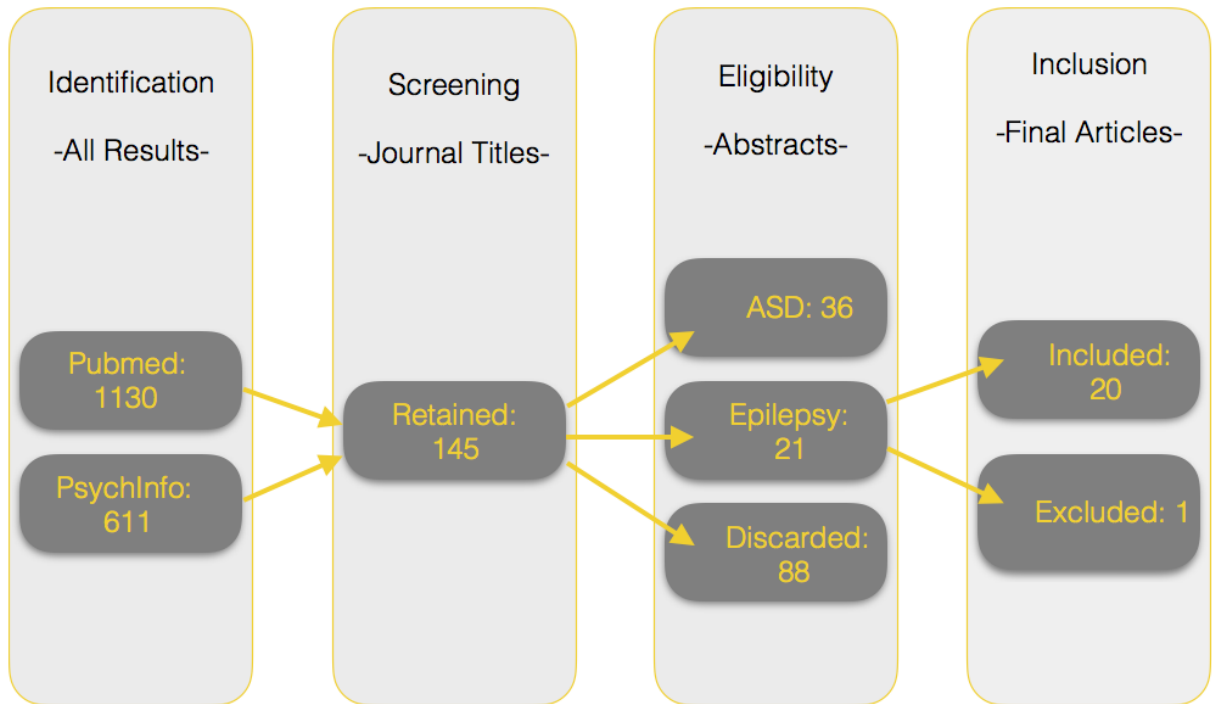 Identification
-All Results-
Pubmed:
1130
PsychInfo:
611
Screening
-Journal Titles-
Retained:
145
Eligibility
-Abstracts-
ASD: 36
Epilepsy:
21
Discarded:
88
Inclusion
-Final Articles-
Included:
20
Excluded: 1